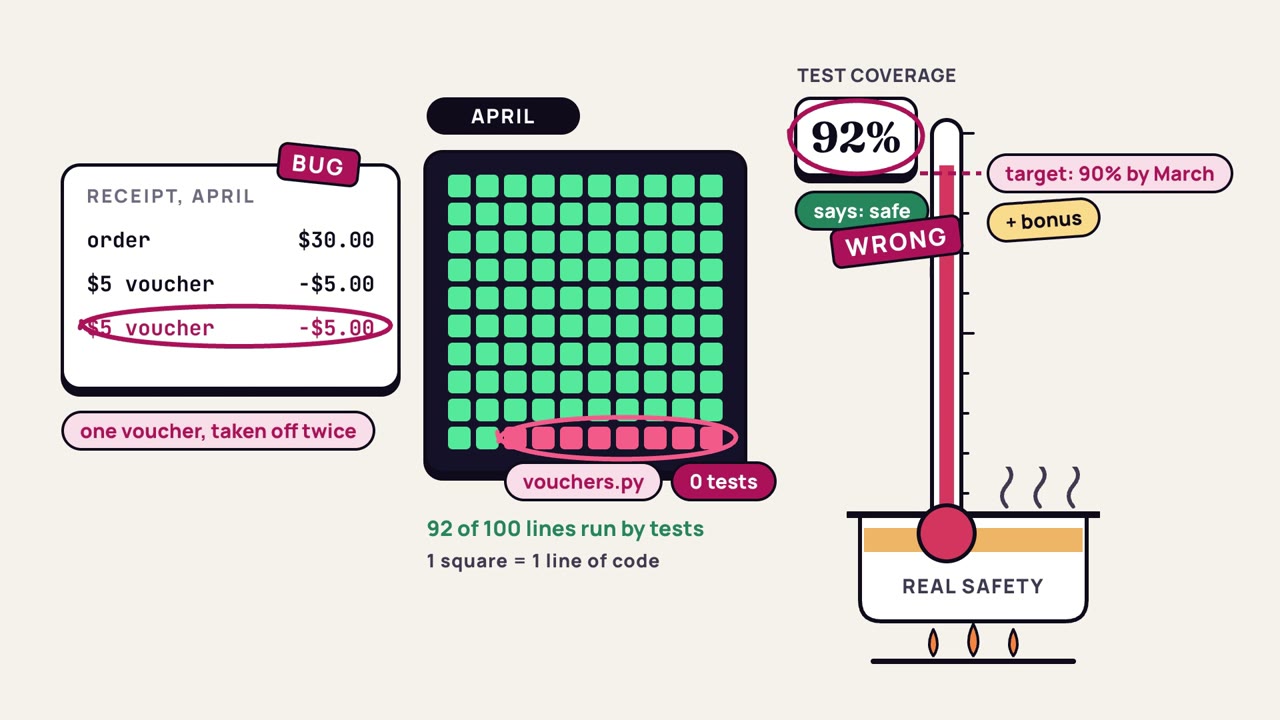 BUG
RECEIPT, APRIL
order $30.00
$5 voucher -$5.00
$5 voucher -$5.00
one voucher, taken off twice
APRIL
vouchers.py
0 tests
92 of 100 lines run by tests
1 square = 1 line of code
TEST COVERAGE
92%
says: safe
WRONG
target: 90% by March
+ bonus
REAL SAFETY